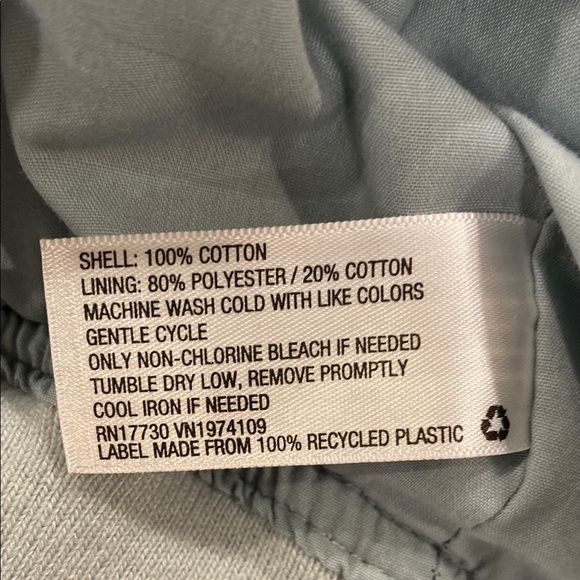 SHELL: 100% COTTON
LINING: 80% POLYESTER / 20% COTTON
MACHINE WASH COLD WITH LIKE COLORS
GENTLE CYCLE
ONLY NON-CHLORINE BLEACH IF NEEDED
TUMBLE DRY LOW, REMOVE PROMPTLY
COOL IRON IF NEEDED
RN17730 VN1974109
LABEL MADE FROM 100% RECYCLED PLASTIC